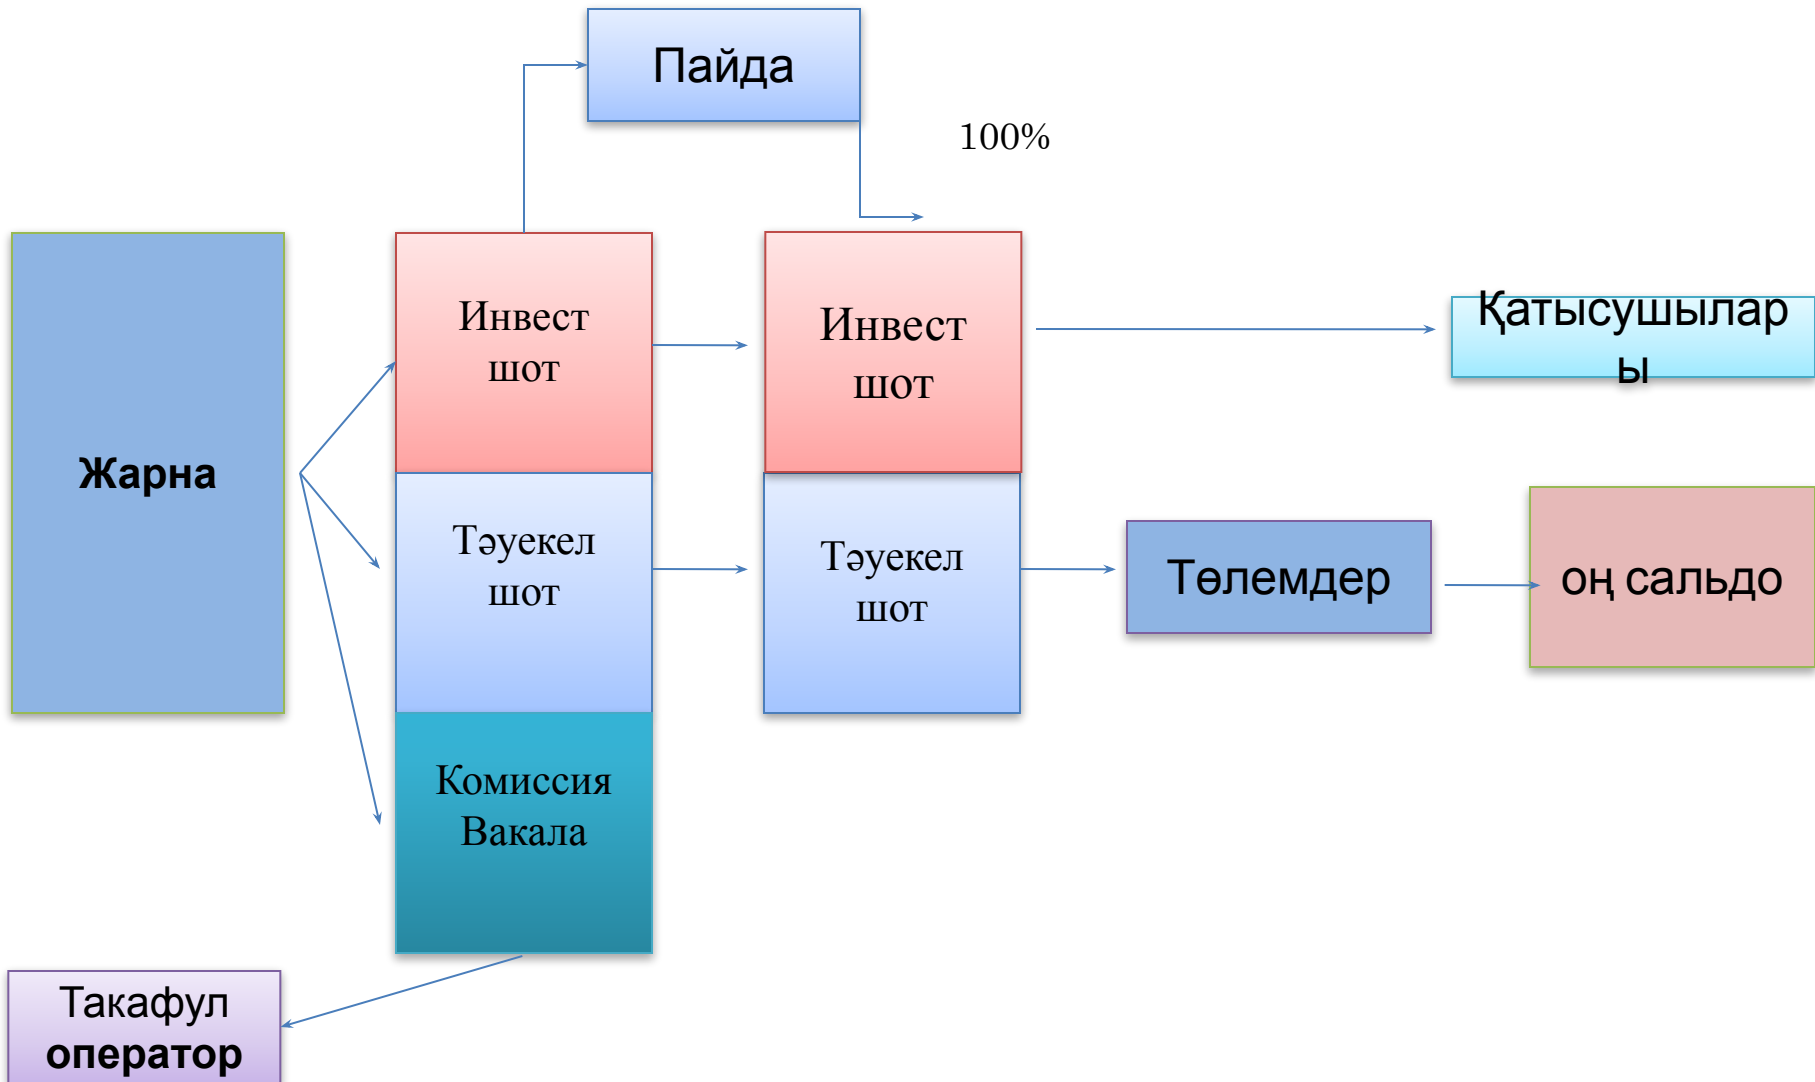 Пайда
100%
Инвест
шот
Инвест
шот
Қатысушылар
ы
Жарна
Тәуекел
шот
Тәуекел
шот
Төлемдер
оң сальдо
Комиссия
Вакала
Такафул
оператор